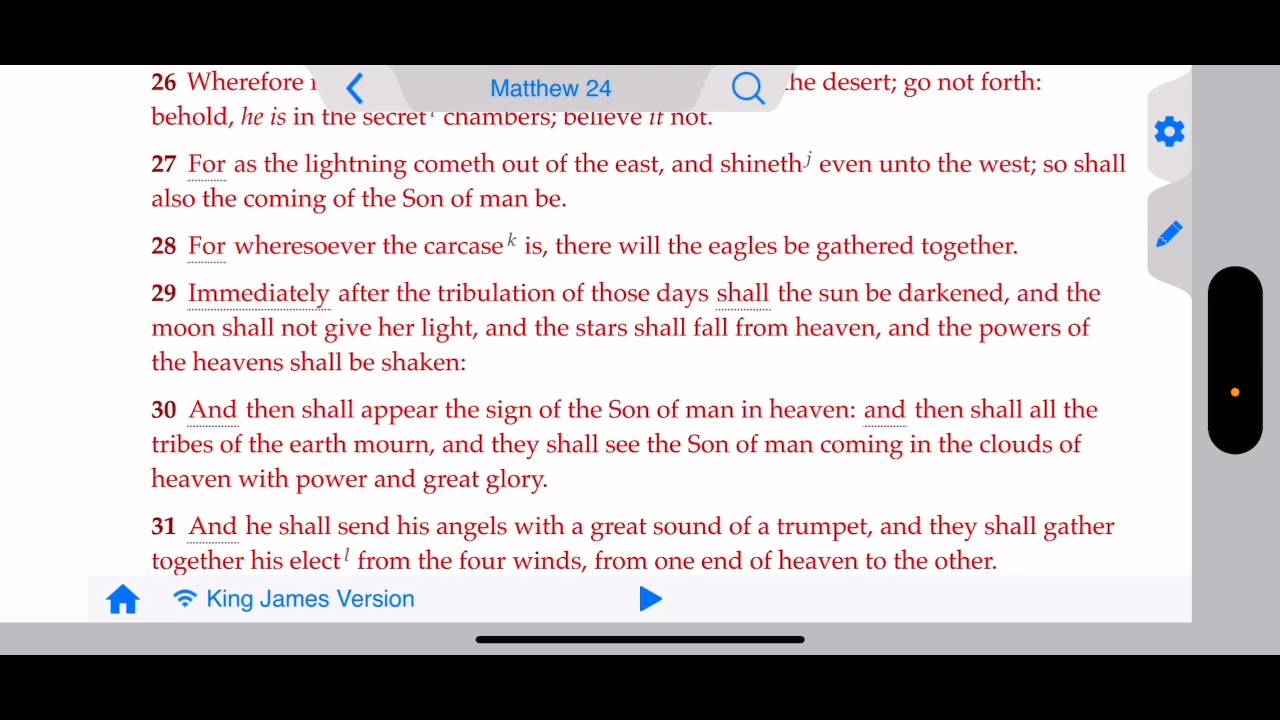 Matthew 24
26 Wherefore he desert; go not forth:
behold, he is in the secret chambers; believe it not.
27 For as the lightning cometh out of the east, and shineth j even unto the west; so shall
also the coming of the Son of man be.
28 For wheresoever the carcase k is, there will the eagles be gathered together.
29 Immediately after the tribulation of those days shall the sun be darkened, and the
moon shall not give her light, and the stars shall fall from heaven, and the powers of
the heavens shall be shaken:
30 And then shall appear the sign of the Son of man in heaven: and then shall all the
tribes of the earth mourn, and they shall see the Son of man coming in the clouds of
heaven with power and great glory.
31 And he shall send his angels with a great sound of a trumpet, and they shall gather
together his elect l from the four winds, from one end of heaven to the other.
King James Version